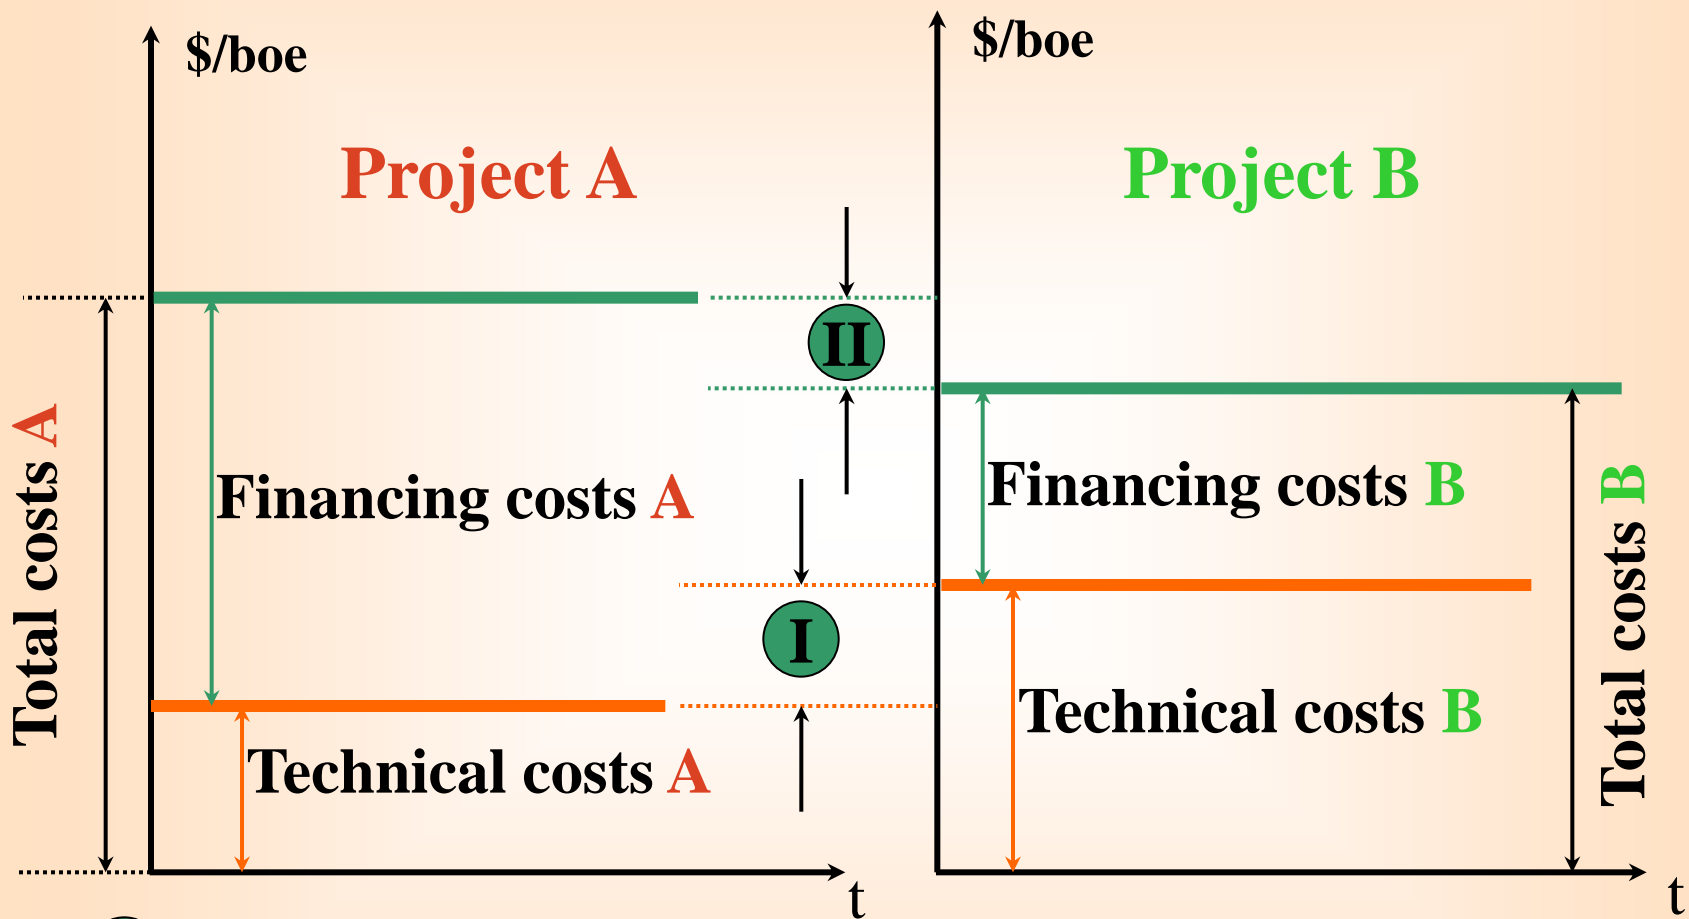 $/boe
Project A
Total costs A
Financing costs A
Technical costs A
t
II
I
$/boe
Project B
Financing costs B
Technical costs B
Total costs B
t